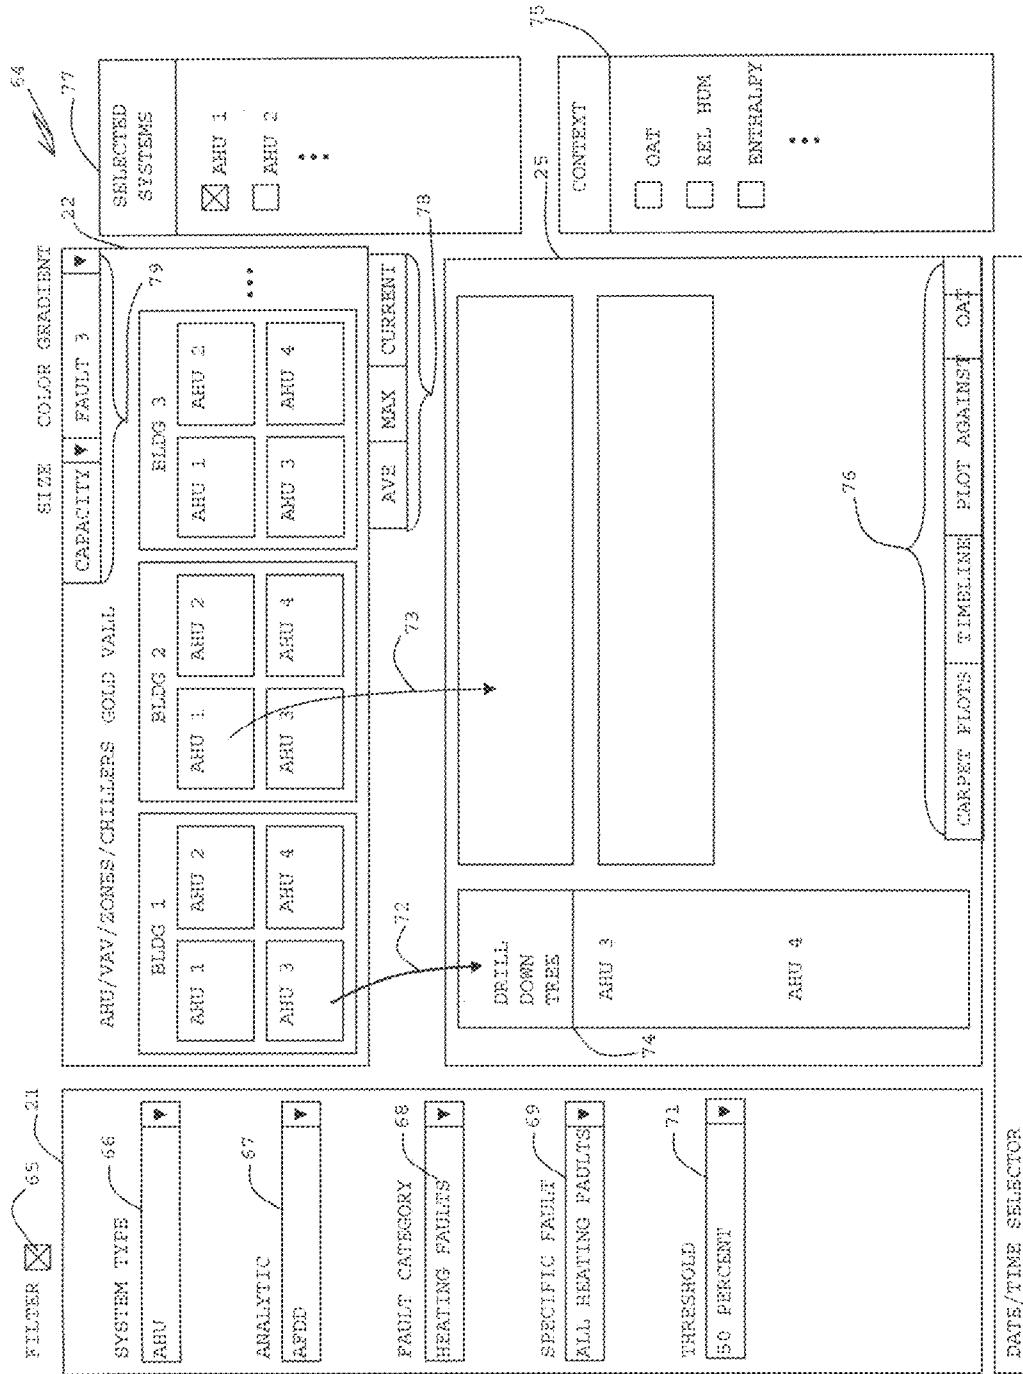 FILTER
65
21
SYSTEM TYPE
66
AHU
ANALYTIC
67
AFDD
FAULT CATEGORY
68
HEATING FAULTS
SPECIFIC FAULT
69
ALL HEATING FAULTS
THRESHOLD
71
50 PERCENT
DATE/TIME SELECTOR
SIZE COLOR GRADIENT
CAPACITY FAULT 3
79
22
AHU/VAV/ZONES/CHILLERS GOLD VALL
BLDG 1
AHU 1 AHU 2
AHU 3 AHU 4
BLDG 2
AHU 1 AHU 2
AHU 3 AHU 4
BLDG 3
AHU 1 AHU 2
AHU 3 AHU 4
...
AVE MAX CURRENT
78
72
73
DRILL
DOWN
TREE
74
AHU 3
AHU 4
25
76
CARPET PLOTS TIMELINE PLOT AGAINST OAT
64
77
SELECTED
SYSTEMS
AHU 1
AHU 2
...
75
CONTEXT
OAT
REL HUM
ENTHALPY
...